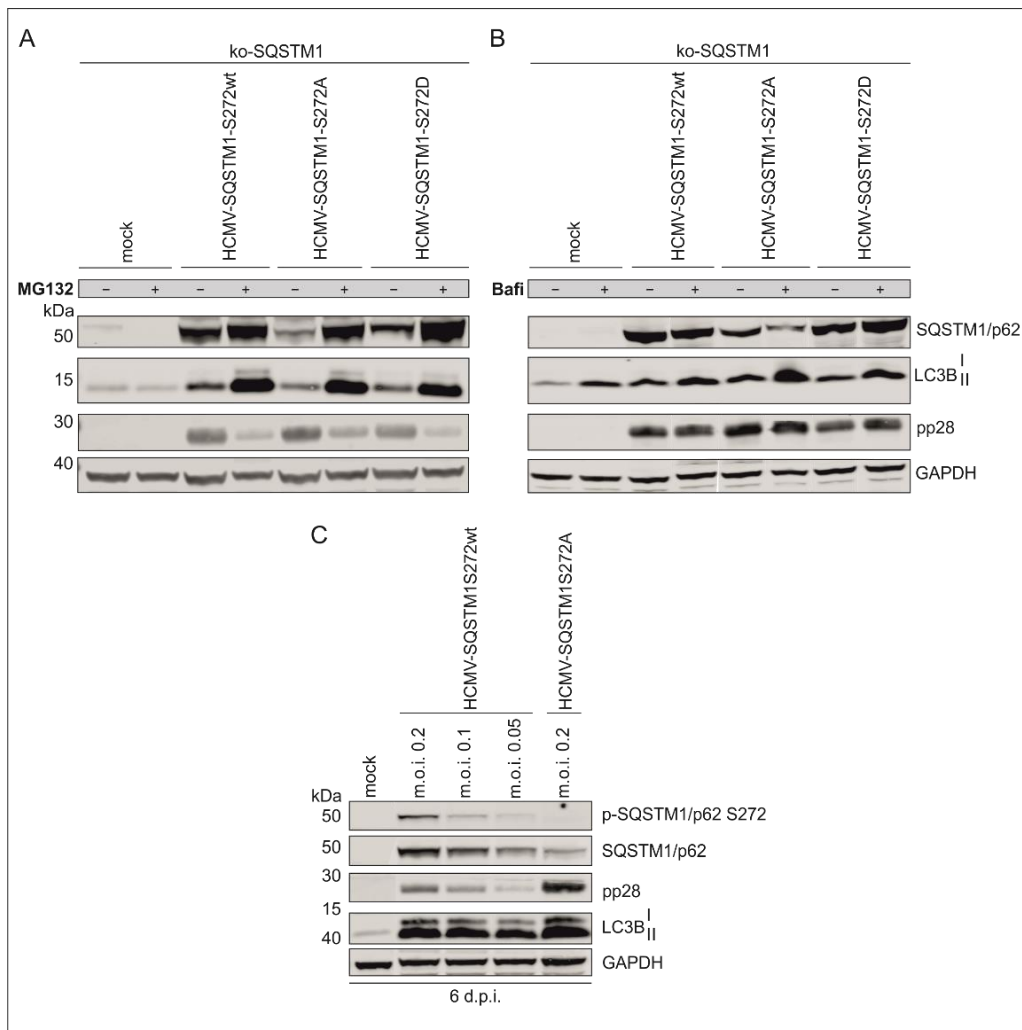 A
ko-SQSTM1
mock
HCMV-SQSTM1-S272wt
HCMV-SQSTM1-S272A
HCMV-SQSTM1-S272D
MG132 – + – + – + – +
kDa
50
15
30
40
B
ko-SQSTM1
mock
HCMV-SQSTM1-S272wt
HCMV-SQSTM1-S272A
HCMV-SQSTM1-S272D
Bafi – + – + – + – +
SQSTM1/p62
LC3B I
II
pp28
GAPDH
C
HCMV-SQSTM1S272wt
HCMV-SQSTM1S272A
mock
m.o.i. 0.2
m.o.i. 0.1
m.o.i. 0.05
m.o.i. 0.2
kDa
50 p-SQSTM1/p62 S272
50 SQSTM1/p62
30 pp28
15 LC3B I
II
40 GAPDH
6 d.p.i.